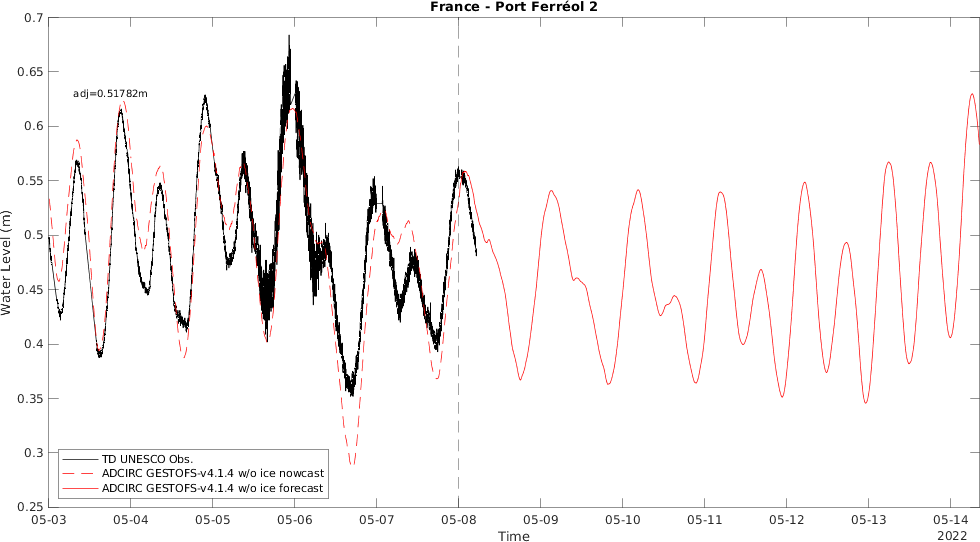 France - Port Ferréol 2
0.7
0.65
0.6
0.55
0.5
0.45
0.4
0.35
0.3
0.25
Water Level (m)
adj=0.51782m
TD UNESCO Obs.
ADCIRC GESTOFS-v4.1.4 w/o ice nowcast
ADCIRC GESTOFS-v4.1.4 w/o ice forecast
05-03 05-04 05-05 05-06 05-07 05-08 05-09 05-10 05-11 05-12 05-13 05-14
Time
2022